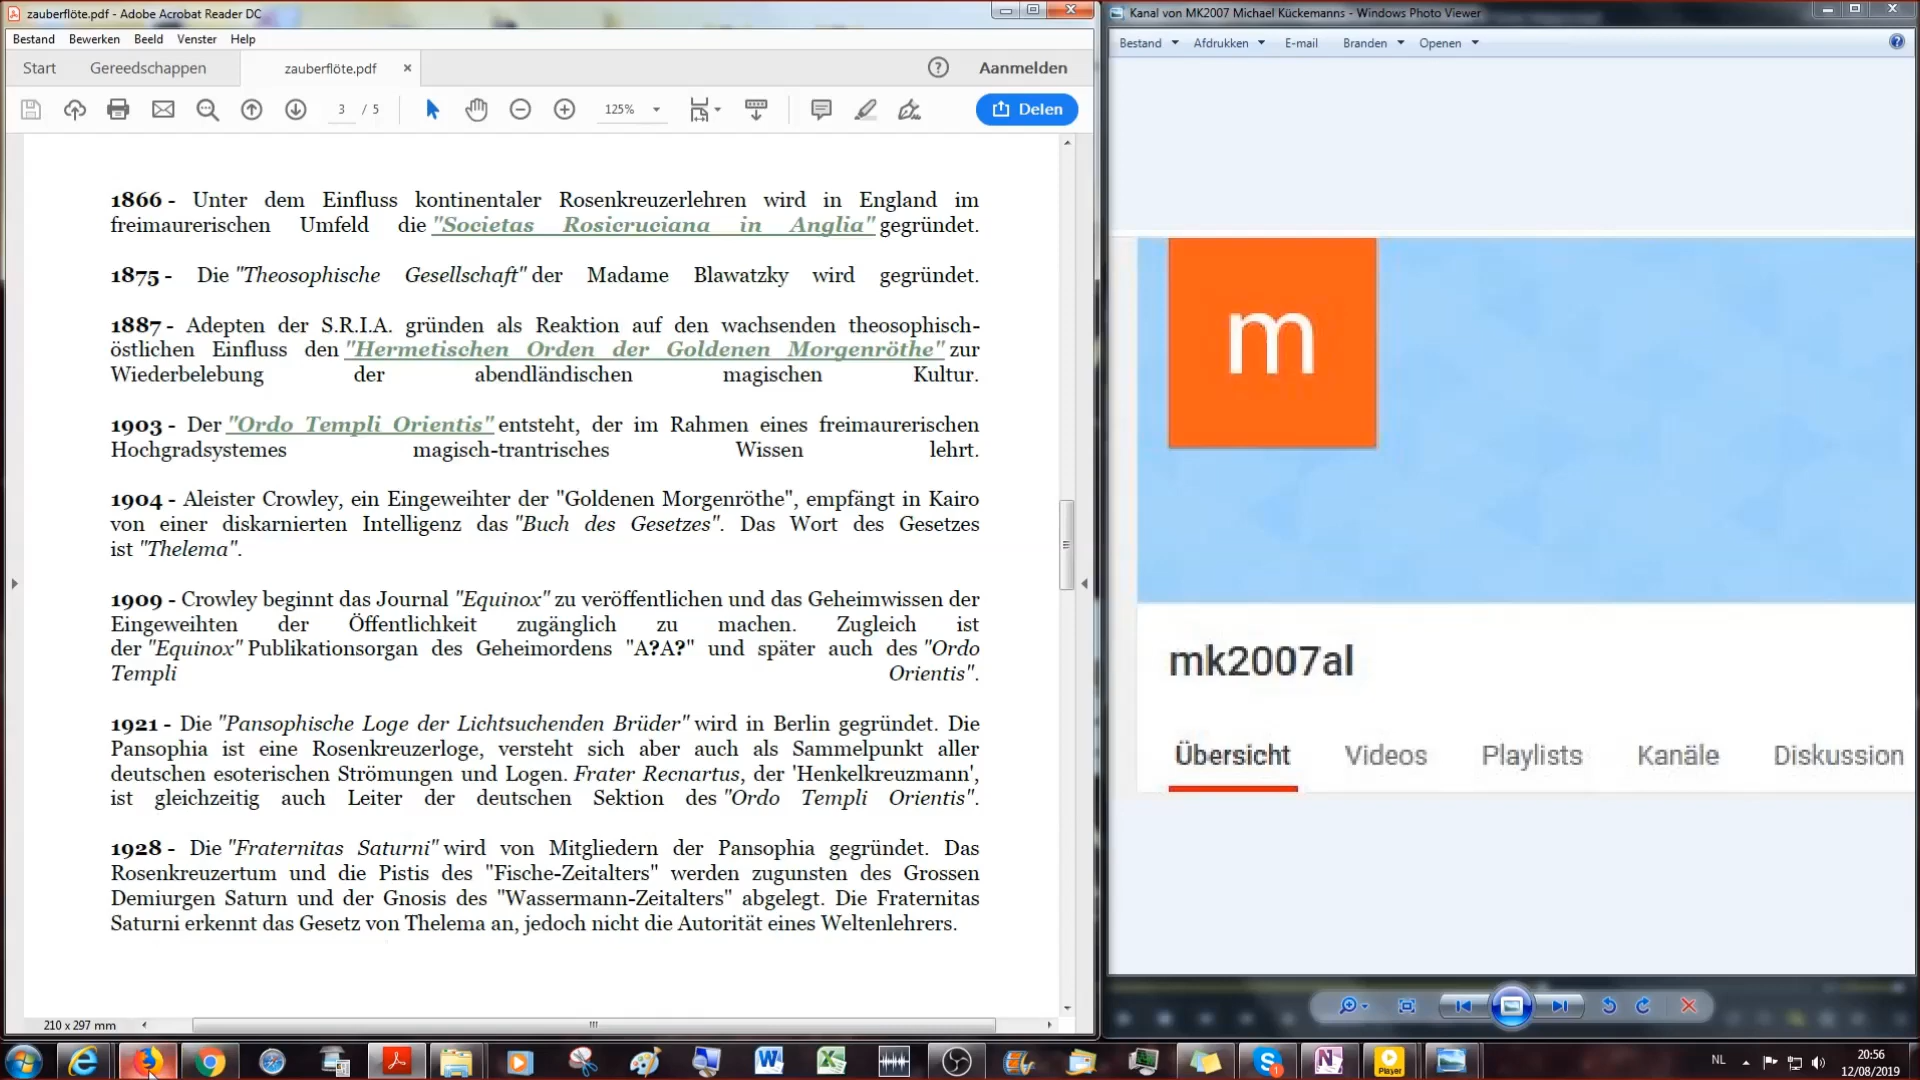 zauberflöte.pdf - Adobe Acrobat Reader DC
Bestand Bewerken Beeld Venster Help
Start Gereedschappen zauberflöte.pdf × Aanmelden
3 / 5 125% Delen
1866 - Unter dem Einfluss kontinentaler Rosenkreuzerlehren wird in England im
freimaurerischen Umfeld die "Societas Rosicruciana in Anglia" gegründet.
1875 - Die "Theosophische Gesellschaft" der Madame Blawatzky wird gegründet.
1887 - Adepten der S.R.I.A. gründen als Reaktion auf den wachsenden theosophisch-
östlichen Einfluss den "Hermetischen Orden der Goldenen Morgenröthe" zur
Wiederbelebung der abendländischen magischen Kultur.
1903 - Der "Ordo Templi Orientis" entsteht, der im Rahmen eines freimaurerischen
Hochgradsystemes magisch-trantrisches Wissen lehrt.
1904 - Aleister Crowley, ein Eingeweihter der "Goldenen Morgenröthe", empfängt in Kairo
von einer diskarnierten Intelligenz das "Buch des Gesetzes". Das Wort des Gesetzes
ist "Thelema".
1909 - Crowley beginnt das Journal "Equinox" zu veröffentlichen und das Geheimwissen der
Eingeweihten der Öffentlichkeit zugänglich zu machen. Zugleich ist
der "Equinox" Publikationsorgan des Geheimordens "A?A?" und später auch des "Ordo
Templi Orientis".
1921 - Die "Pansophische Loge der Lichtsuchenden Brüder" wird in Berlin gegründet. Die
Pansophia ist eine Rosenkreuzerloge, versteht sich aber auch als Sammelpunkt aller
deutschen esoterischen Strömungen und Logen. Frater Recnartus, der 'Henkelkreuzmann',
ist gleichzeitig auch Leiter der deutschen Sektion des "Ordo Templi Orientis".
1928 - Die "Fraternitas Saturni" wird von Mitgliedern der Pansophia gegründet. Das
Rosenkreuzertum und die Pistis des "Fische-Zeitalters" werden zugunsten des Grossen
Demiurgen Saturn und der Gnosis des "Wassermann-Zeitalters" abgelegt. Die Fraternitas
Saturni erkennt das Gesetz von Thelema an, jedoch nicht die Autorität eines Weltenlehrers.
210 x 297 mm
Kanal von MK2007 Michael Kückemanns - Windows Photo Viewer
Bestand Afdrukken E-mail Branden Openen
m
mk2007al
Übersicht Videos Playlists Kanäle Diskussion
Player
NL
20:56
12/08/2019